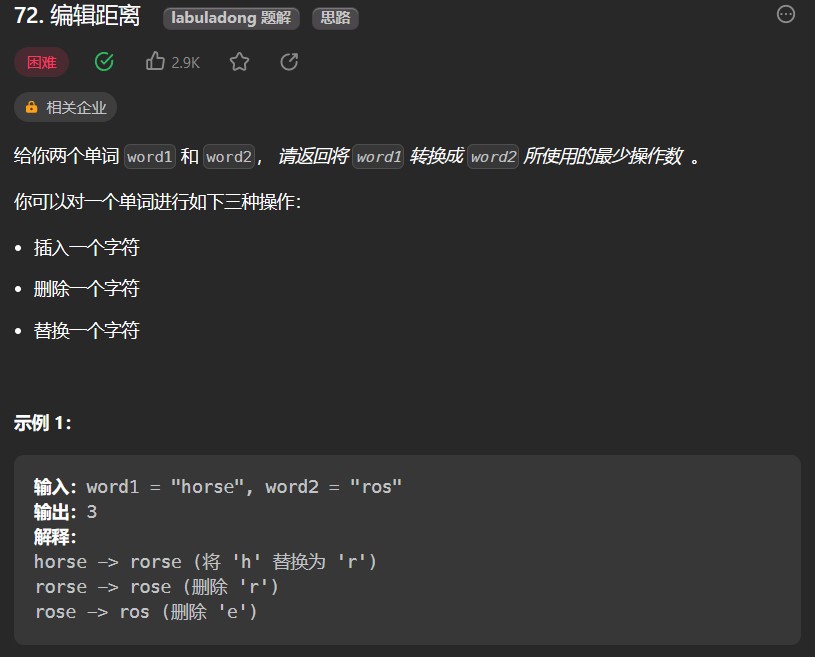 72. 编辑距离 labuladong 题解 思路
困难 2.9K
相关企业
给你两个单词 word1 和 word2， 请返回将 word1 转换成 word2 所使用的最少操作数 。
你可以对一个单词进行如下三种操作：
• 插入一个字符
• 删除一个字符
• 替换一个字符
示例 1：
输入：word1 = "horse", word2 = "ros"
输出：3
解释：
horse -> rorse (将 'h' 替换为 'r')
rorse -> rose (删除 'r')
rose -> ros (删除 'e')